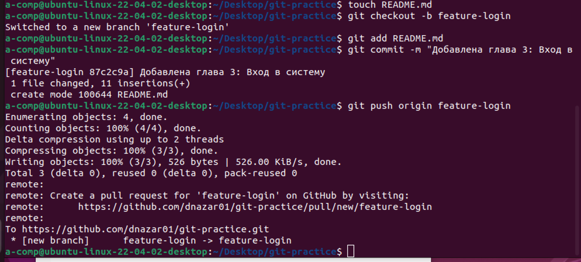 a-comp@ubuntu-linux-22-04-02-desktop:~/Desktop/git-practice$ touch README.md
a-comp@ubuntu-linux-22-04-02-desktop:~/Desktop/git-practice$ git checkout -b feature-login
Switched to a new branch 'feature-login'
a-comp@ubuntu-linux-22-04-02-desktop:~/Desktop/git-practice$ git add README.md
a-comp@ubuntu-linux-22-04-02-desktop:~/Desktop/git-practice$ git commit -m "Добавлена глава 3: Вход в
систему"
[feature-login 87c2c9a] Добавлена глава 3: Вход в систему
1 file changed, 11 insertions(+)
create mode 100644 README.md
a-comp@ubuntu-linux-22-04-02-desktop:~/Desktop/git-practice$ git push origin feature-login
Enumerating objects: 4, done.
Counting objects: 100% (4/4), done.
Delta compression using up to 2 threads
Compressing objects: 100% (3/3), done.
Writing objects: 100% (3/3), 526 bytes | 526.00 KiB/s, done.
Total 3 (delta 0), reused 0 (delta 0), pack-reused 0
remote:
remote: Create a pull request for 'feature-login' on GitHub by visiting:
remote:      https://github.com/dnazar01/git-practice/pull/new/feature-login
remote:
To https://github.com/dnazar01/git-practice.git
* [new branch]      feature-login -> feature-login
a-comp@ubuntu-linux-22-04-02-desktop:~/Desktop/git-practice$